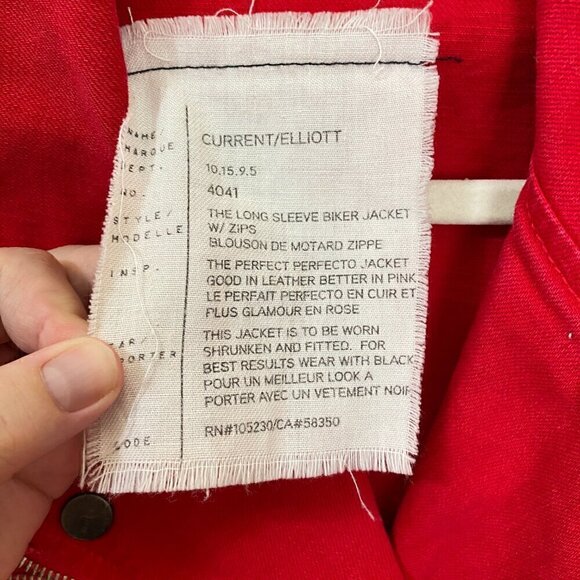 NAME CURRENT/ELLIOTT
MARQUE
DEPT. 10.15.9.5
NO. 4041
STYLE/ THE LONG SLEEVE BIKER JACKET
MODELLE W/ ZIPS
BLOUSON DE MOTARD ZIPPE
INSP. THE PERFECT PERFECTO JACKET
GOOD IN LEATHER BETTER IN PINK
LE PARFAIT PERFECTO EN CUIR ET
PLUS GLAMOUR EN ROSE
THIS JACKET IS TO BE WORN
SHRUNKEN AND FITTED. FOR
BEST RESULTS WEAR WITH BLACK
POUR UN MEILLEUR LOOK A
PORTER AVEC UN VETEMENT NOIR
CODE RN#105230/CA#58350